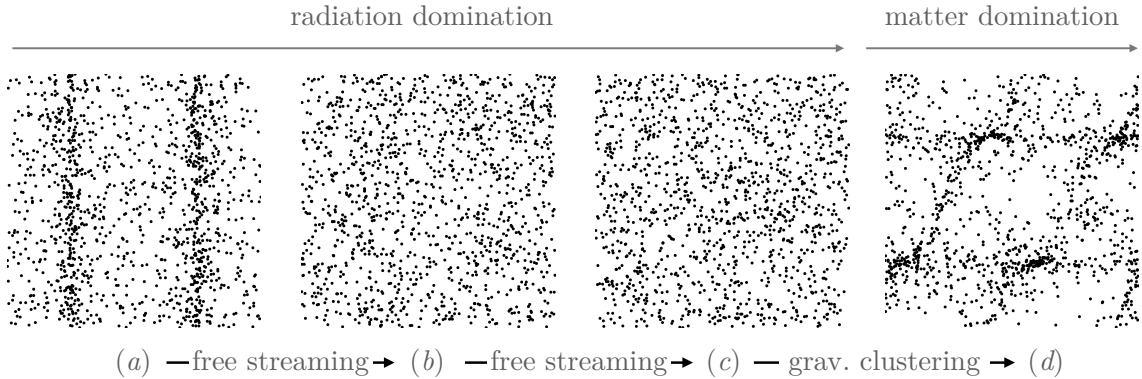 radiation domination matter domination
(a) free streaming (b) free streaming (c) grav. clustering (d)